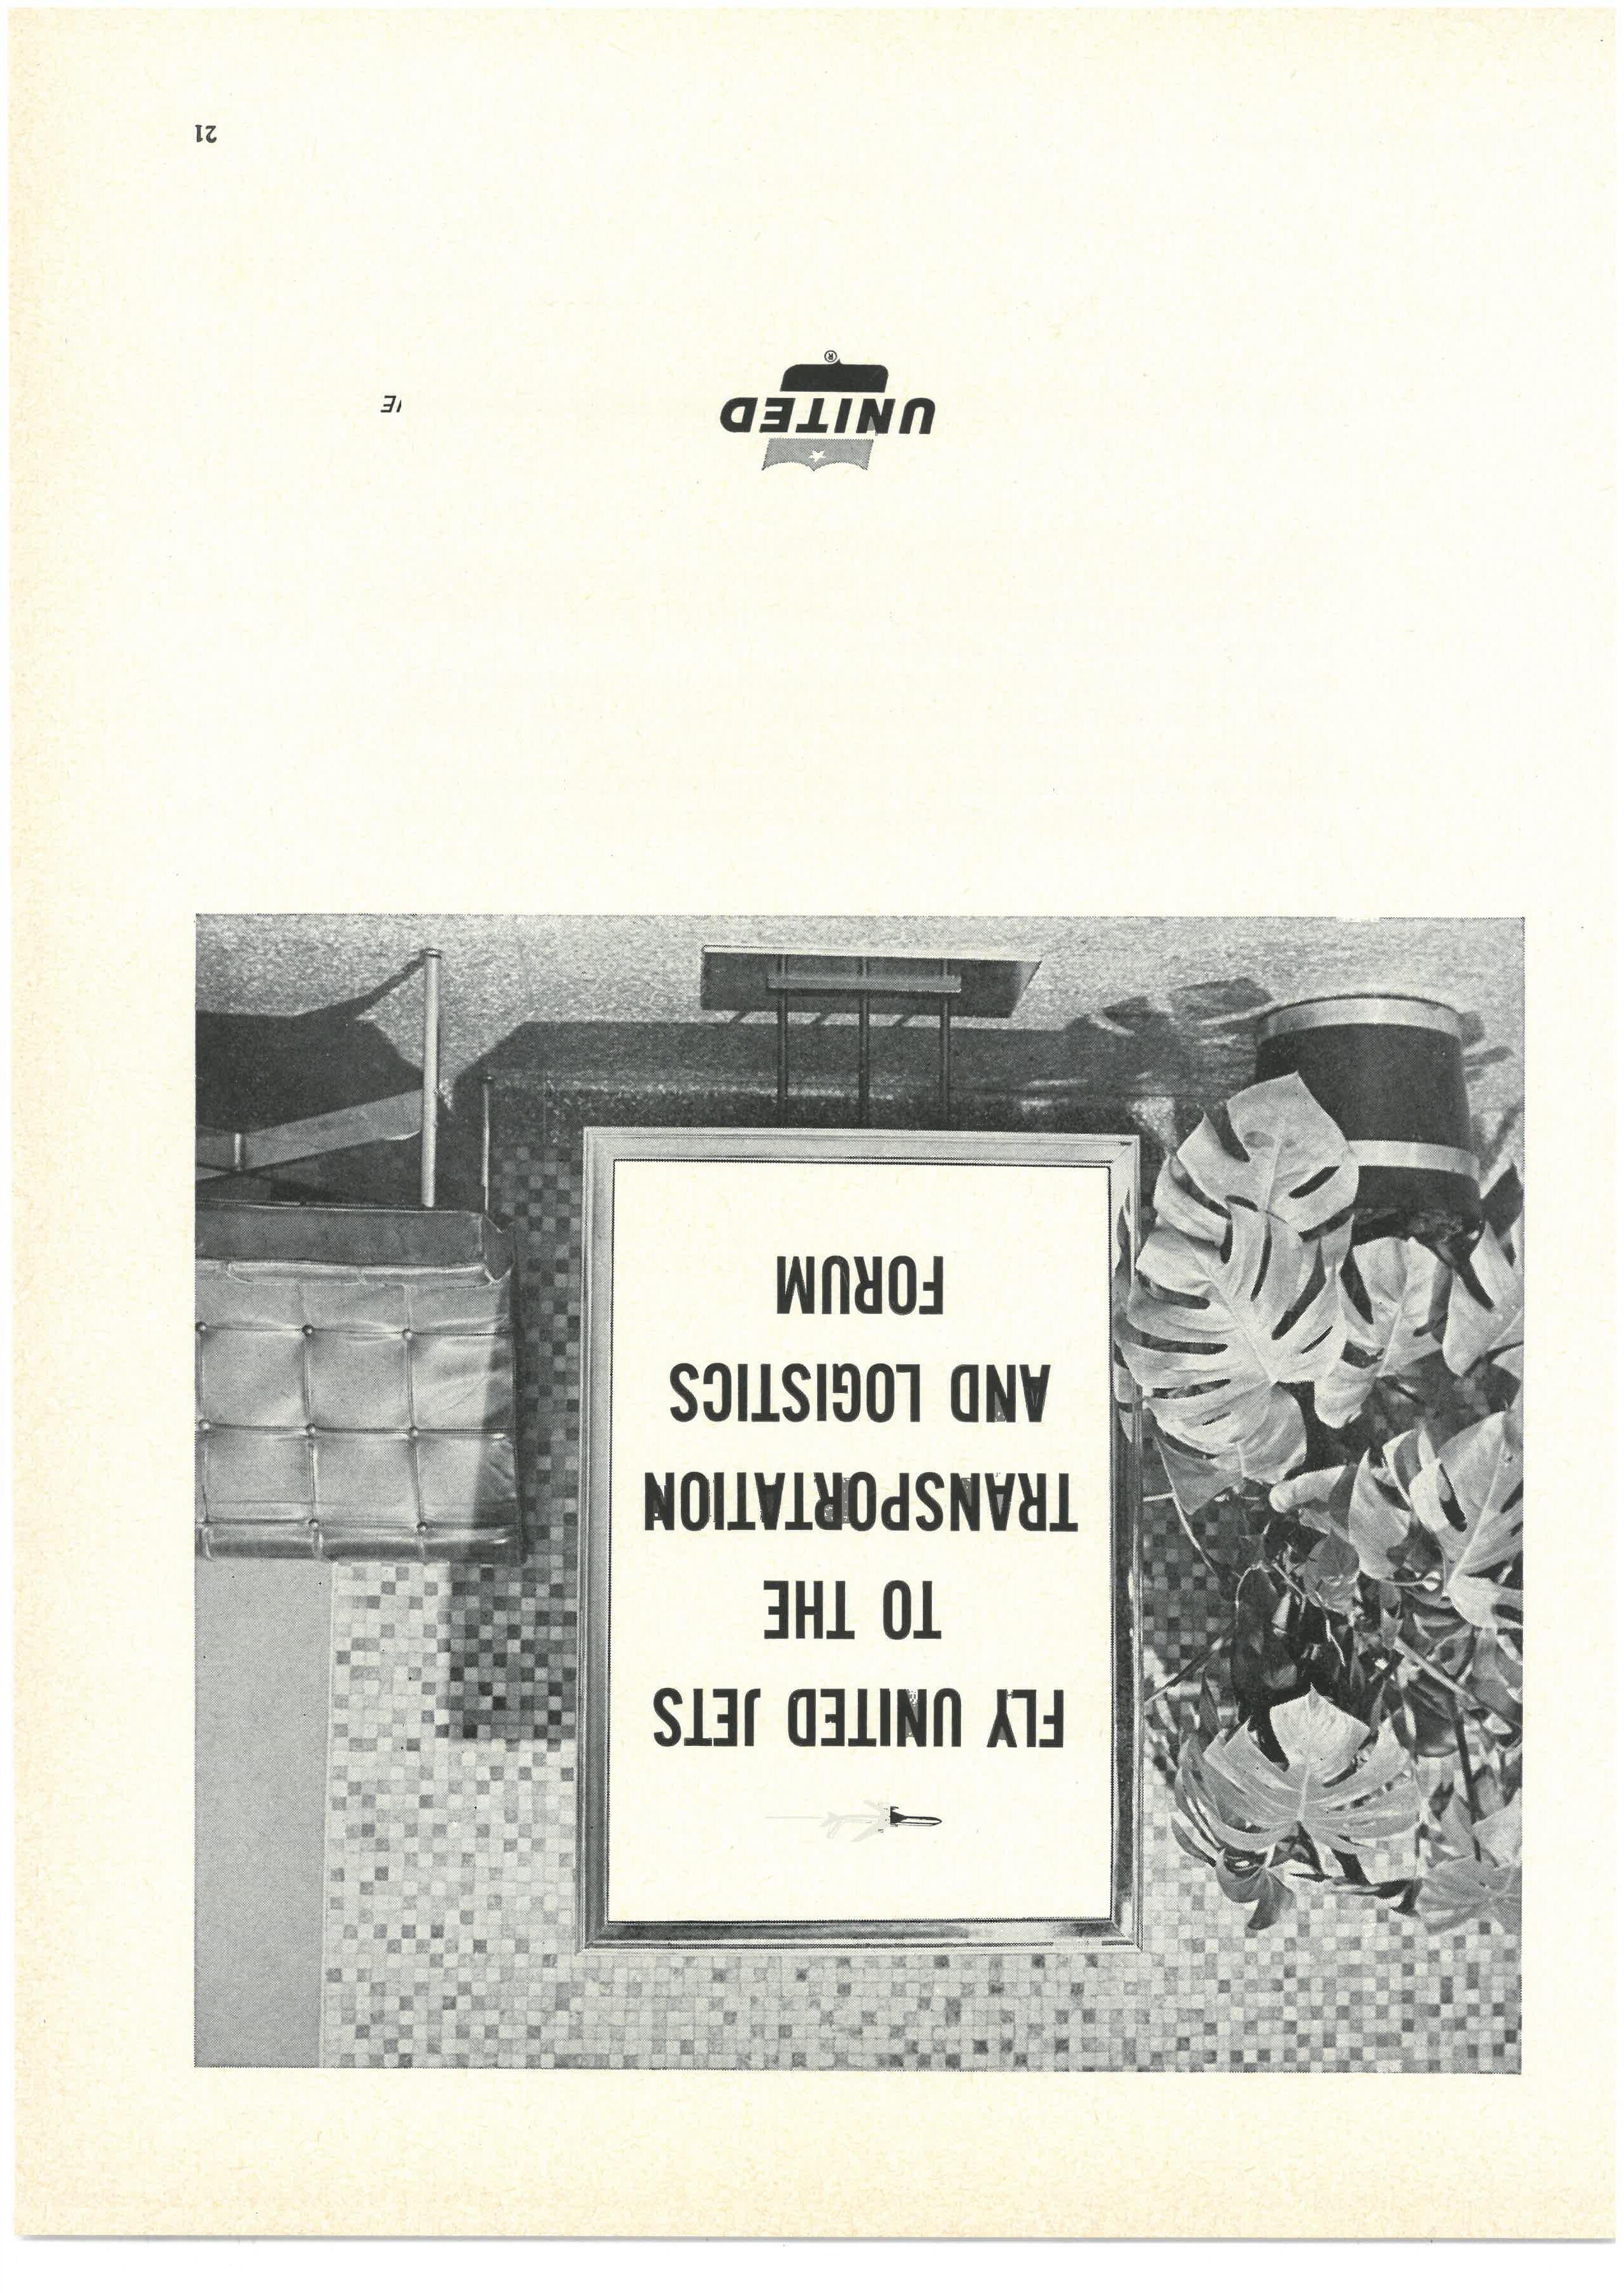 FLY UNITED JETS
TO THE
TRANSPORTATION
AND LOGISTICS
FORUM
UNITED
®
21